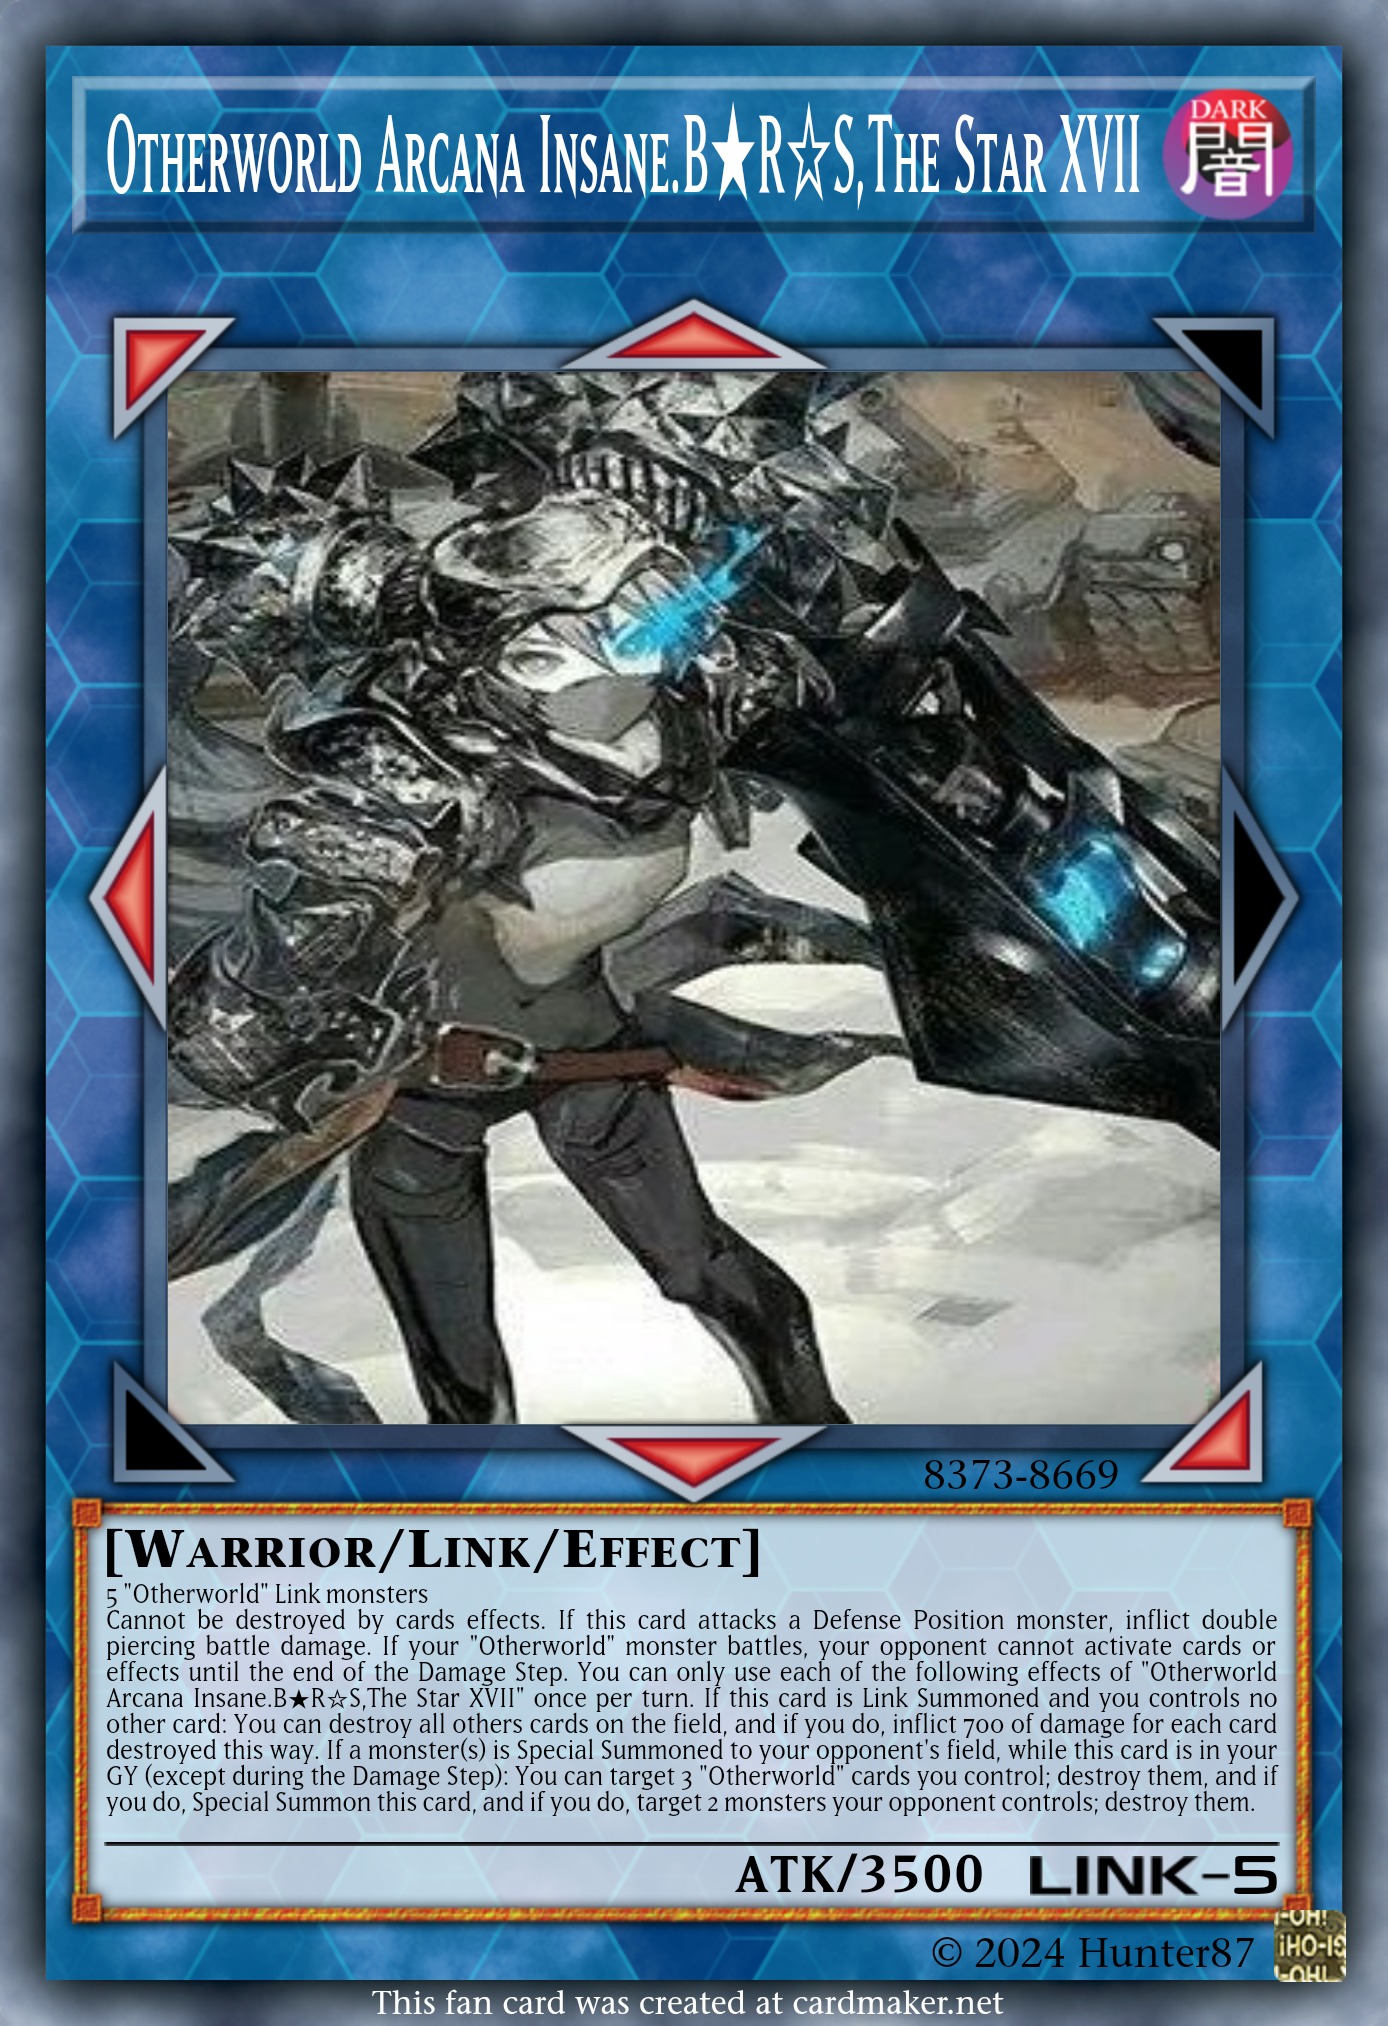 Otherworld Arcana Insane.B★R☆S,The Star XVII
DARK
闇
8373-8669
[Warrior/Link/Effect]
5 "Otherworld" Link monsters
Cannot be destroyed by cards effects. If this card attacks a Defense Position monster, inflict double
piercing battle damage. If your "Otherworld" monster battles, your opponent cannot activate cards or
effects until the end of the Damage Step. You can only use each of the following effects of "Otherworld
Arcana Insane.B★R☆S,The Star XVII" once per turn. If this card is Link Summoned and you controls no
other card: You can destroy all others cards on the field, and if you do, inflict 700 of damage for each card
destroyed this way. If a monster(s) is Special Summoned to your opponent's field, while this card is in your
GY (except during the Damage Step): You can target 3 "Otherworld" cards you control; destroy them, and if
you do, Special Summon this card, and if you do, target 2 monsters your opponent controls; destroy them.
ATK/3500 LINK-5
© 2024 Hunter87
-OH!
iHO-IS
-OH!
This fan card was created at cardmaker.net